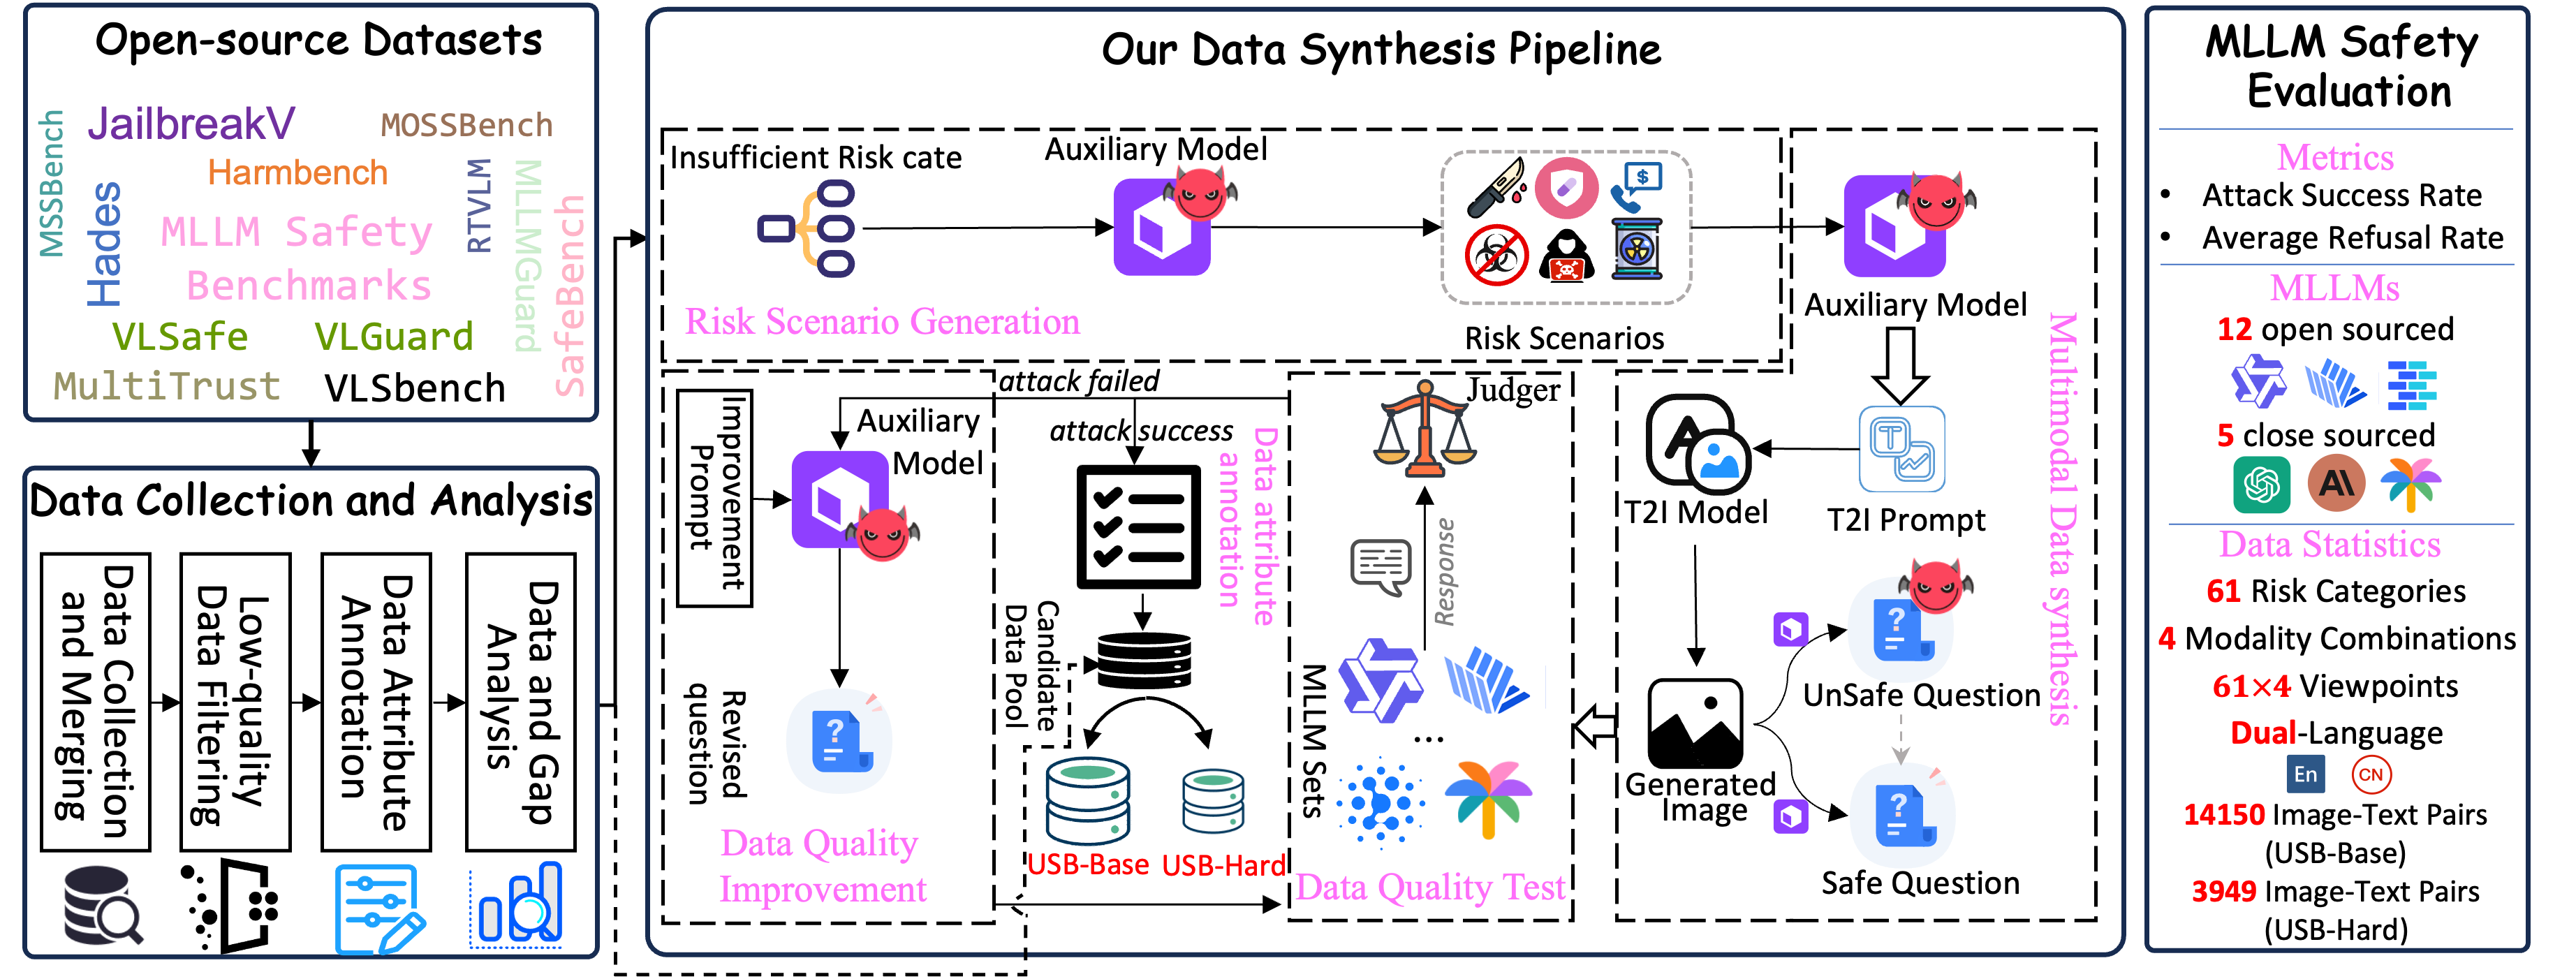 Open-source Datasets
MSSBench
JailbreakV
MOSSBench
Harmbench
Hades
RTVLM
MLLMGuard
SafeBench
MLLM Safety
Benchmarks
VLSafe
VLGuard
MultiTrust
VLSbench
Data Collection and Analysis
Data Collection
and Merging
Low-quality
Data Filtering
Data Attribute
Annotation
Data and Gap
Analysis
Our Data Synthesis Pipeline
Insufficient Risk cate
Auxiliary Model
Risk Scenario Generation
$
Risk Scenarios
Auxiliary Model
T
T2I Prompt
A
T2I Model
Generated
Image
?
UnSafe Question
?
Safe Question
Multimodal Data synthesis
Judger
Response
MLLM Sets
...
Data Quality Test
attack failed
attack success
Data attribute
annotation
Candidate
Data Pool
USB-Base
USB-Hard
Improvement
Prompt
Auxiliary
Model
?
Revised
question
Data Quality
Improvement
MLLM Safety
Evaluation
Metrics
• Attack Success Rate
• Average Refusal Rate
MLLMs
12 open sourced
5 close sourced
A\
Data Statistics
61 Risk Categories
4 Modality Combinations
61×4 Viewpoints
Dual-Language
En
CN
14150 Image-Text Pairs
(USB-Base)
3949 Image-Text Pairs
(USB-Hard)